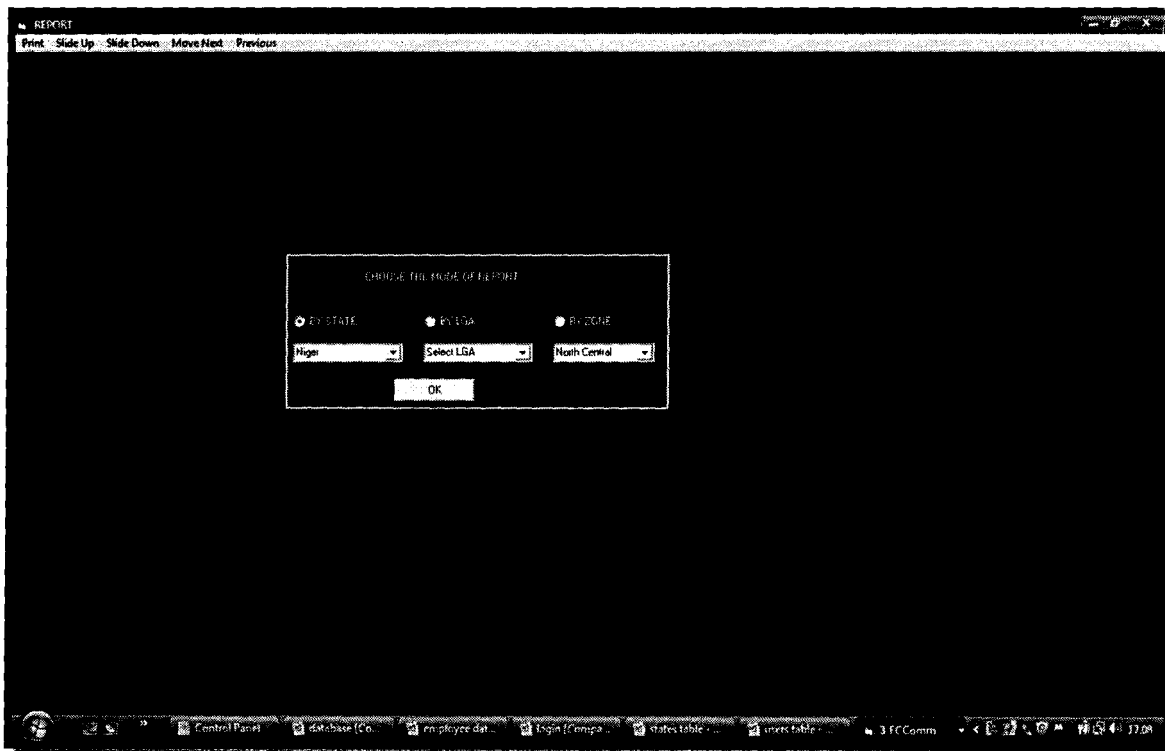 REPORT
Print Slide Up Slide Down Move Next Previous
CHOOSE THE MODE OF REPORT
BY STATE BY LGA BY ZONE
Niger Select LGA North Central
OK
Control Panel database [Co... employee dat... login [Compa... states table - ... users table - ... 3 FCComm 17:08